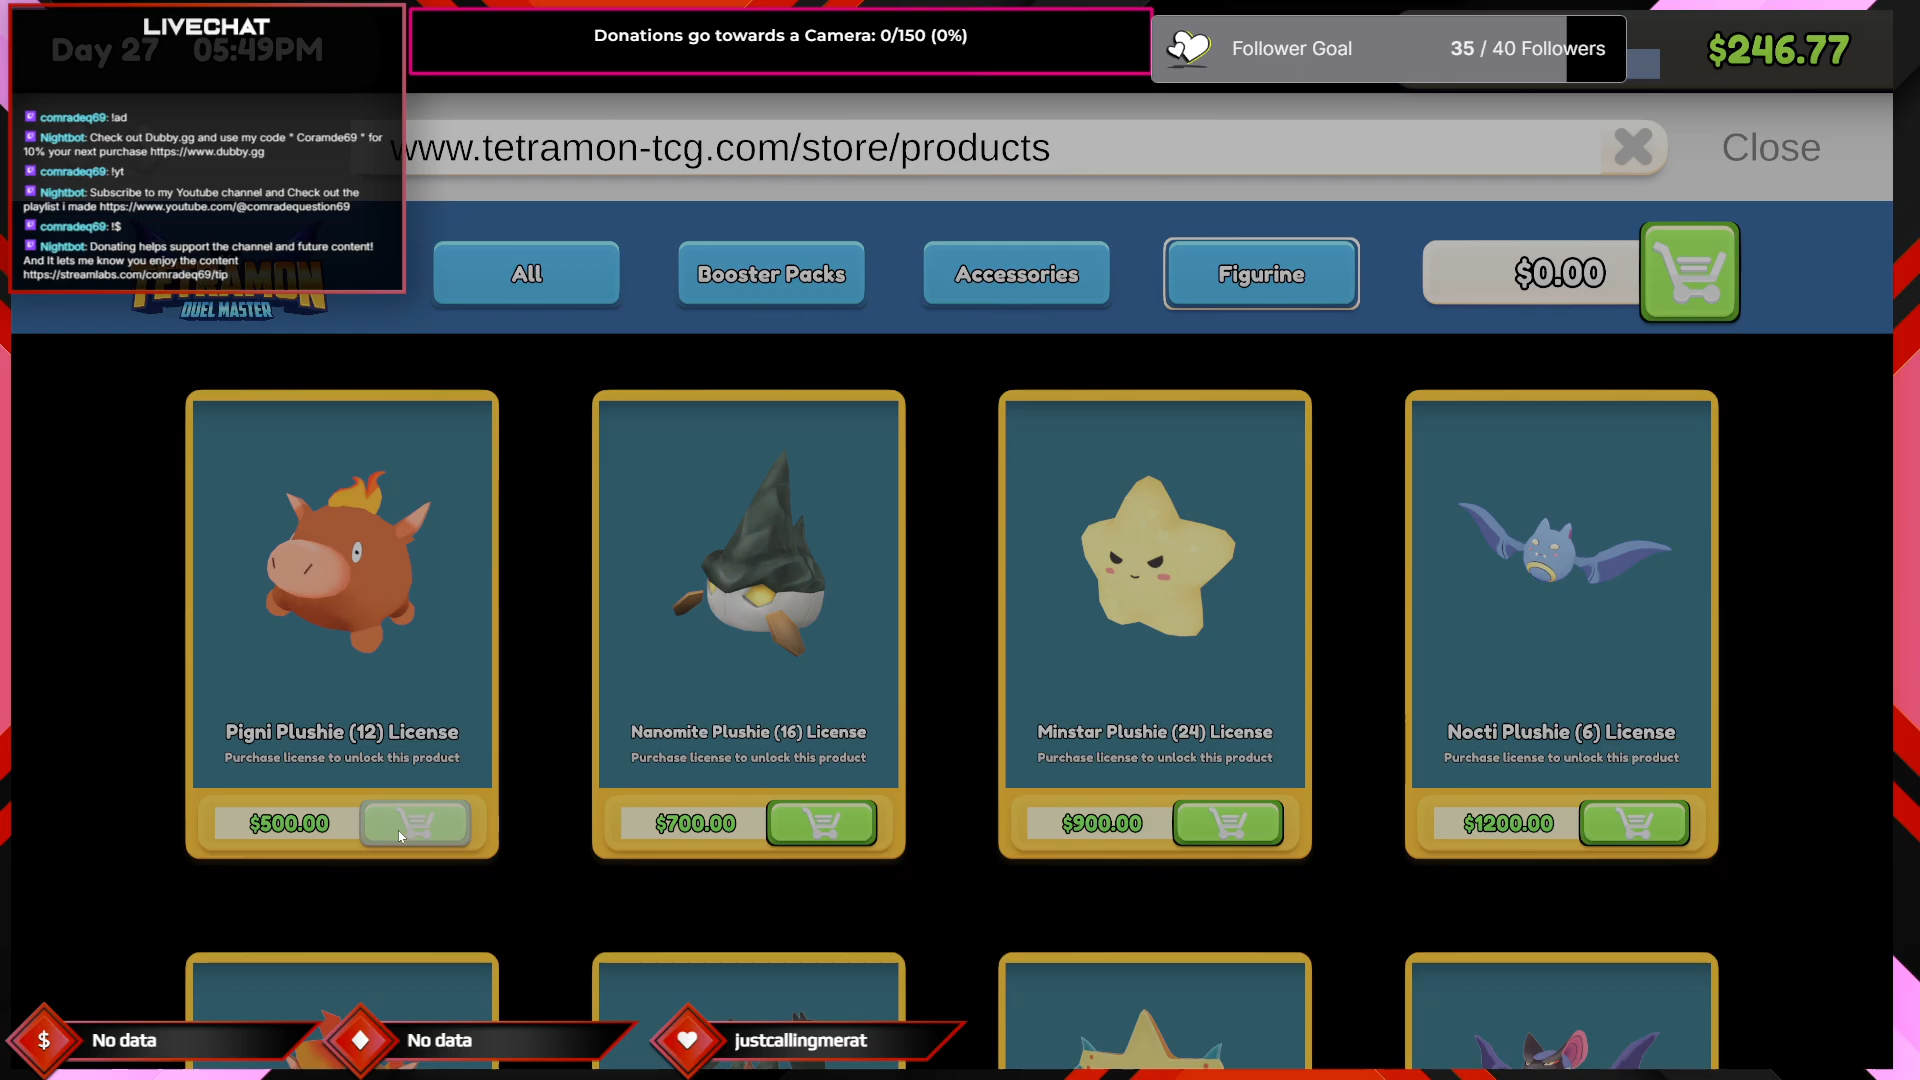 LIVECHAT
Day 27 05:49PM
comradeq69: !ad
Nightbot: Check out Dubby.gg and use my code " Coramde69 " for
10% your next purchase https://www.dubby.gg
comradeq69: !yt
Nightbot: Subscribe to my Youtube channel and Check out the
playlist i made https://www.youtube.com/@comradequestion69
comradeq69: !$
Nightbot: Donating helps support the channel and future content!
And It lets me know you enjoy the content
https://streamlabs.com/comradeq69/tip
Donations go towards a Camera: 0/150 (0%)
Follower Goal 35 / 40 Followers
$246.77
www.tetramon-tcg.com/store/products
Close
TETRAMON
DUEL MASTER
All
Booster Packs
Accessories
Figurine
$0.00
Pigni Plushie (12) License
Purchase license to unlock this product
$500.00
Nanomite Plushie (16) License
Purchase license to unlock this product
$700.00
Minstar Plushie (24) License
Purchase license to unlock this product
$900.00
Nocti Plushie (6) License
Purchase license to unlock this product
$1200.00
$ No data
No data
justcallingmerat